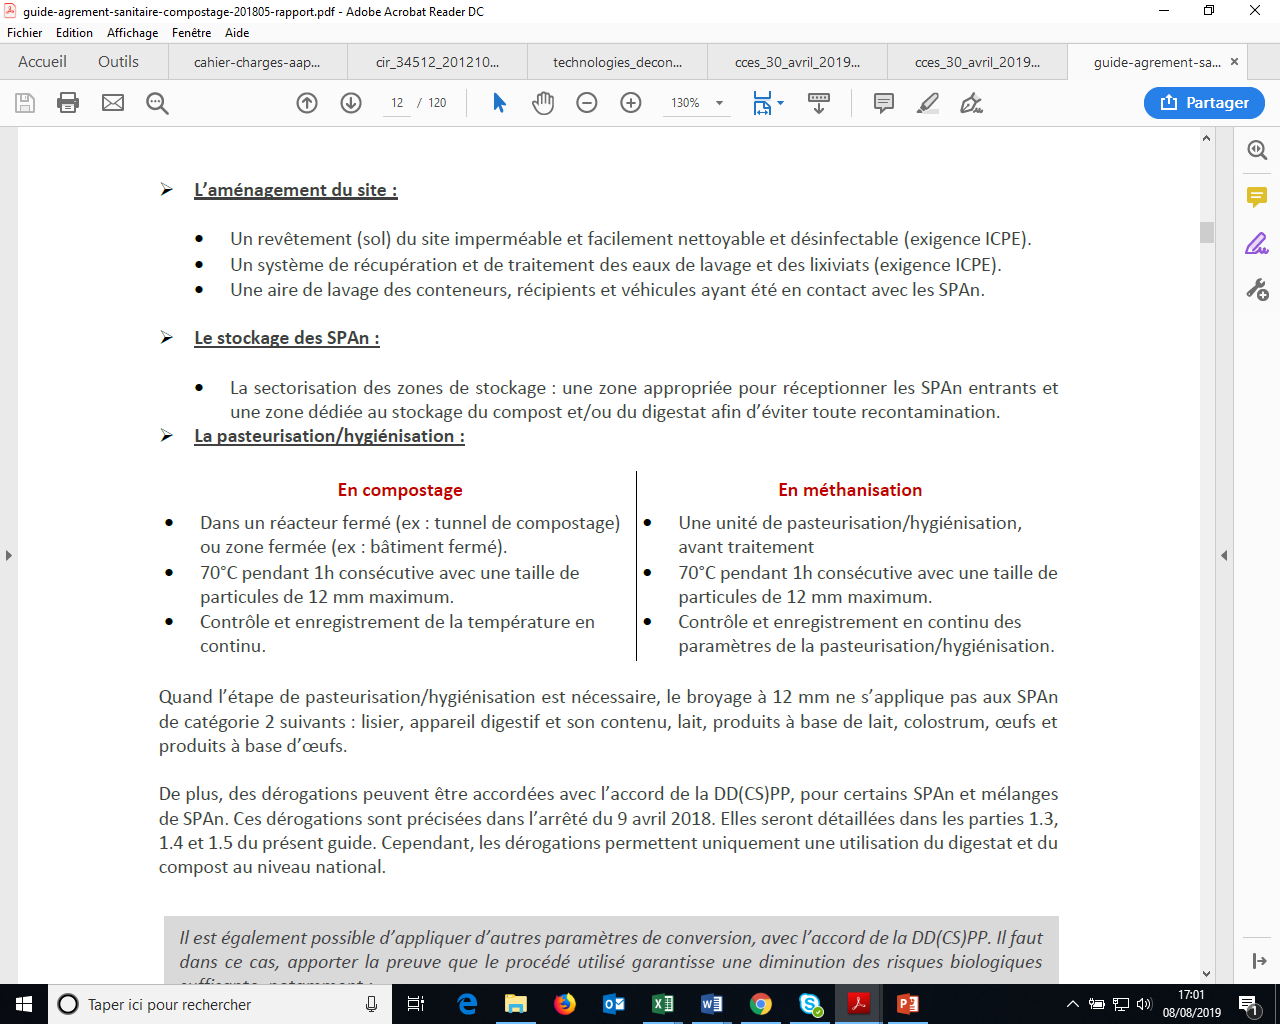 guide-agrement-sanitaire-compostage-201805-rapport.pdf - Adobe Acrobat Reader DC
Fichier Edition Affichage Fenêtre Aide
Accueil Outils cahier-charges-aap... cir_34512_201210... technologies_decon... cces_30_avril_2019... cces_30_avril_2019... guide-agrement-sa... ×
12 / 120 130% Partager
➢ L’aménagement du site :
• Un revêtement (sol) du site imperméable et facilement nettoyable et désinfectable (exigence ICPE).
• Un système de récupération et de traitement des eaux de lavage et des lixiviats (exigence ICPE).
• Une aire de lavage des conteneurs, récipients et véhicules ayant été en contact avec les SPAn.
➢ Le stockage des SPAn :
• La sectorisation des zones de stockage : une zone appropriée pour réceptionner les SPAn entrants et
une zone dédiée au stockage du compost et/ou du digestat afin d’éviter toute recontamination.
➢ La pasteurisation/hygiénisation :
En compostage
• Dans un réacteur fermé (ex : tunnel de compostage)
ou zone fermée (ex : bâtiment fermé).
• 70°C pendant 1h consécutive avec une taille de
particules de 12 mm maximum.
• Contrôle et enregistrement de la température en
continu.
En méthanisation
• Une unité de pasteurisation/hygiénisation,
avant traitement
• 70°C pendant 1h consécutive avec une taille de
particules de 12 mm maximum.
• Contrôle et enregistrement en continu des
paramètres de la pasteurisation/hygiénisation.
Quand l’étape de pasteurisation/hygiénisation est nécessaire, le broyage à 12 mm ne s’applique pas aux SPAn
de catégorie 2 suivants : lisier, appareil digestif et son contenu, lait, produits à base de lait, colostrum, œufs et
produits à base d’œufs.
De plus, des dérogations peuvent être accordées avec l’accord de la DD(CS)PP, pour certains SPAn et mélanges
de SPAn. Ces dérogations sont précisées dans l’arrêté du 9 avril 2018. Elles seront détaillées dans les parties 1.3,
1.4 et 1.5 du présent guide. Cependant, les dérogations permettent uniquement une utilisation du digestat et du
compost au niveau national.
Il est également possible d’appliquer d’autres paramètres de conversion, avec l’accord de la DD(CS)PP. Il faut
dans ce cas, apporter la preuve que le procédé utilisé garantisse une diminution des risques biologiques
suffisante, notamment :
Taper ici pour rechercher
17:01
08/08/2019
1